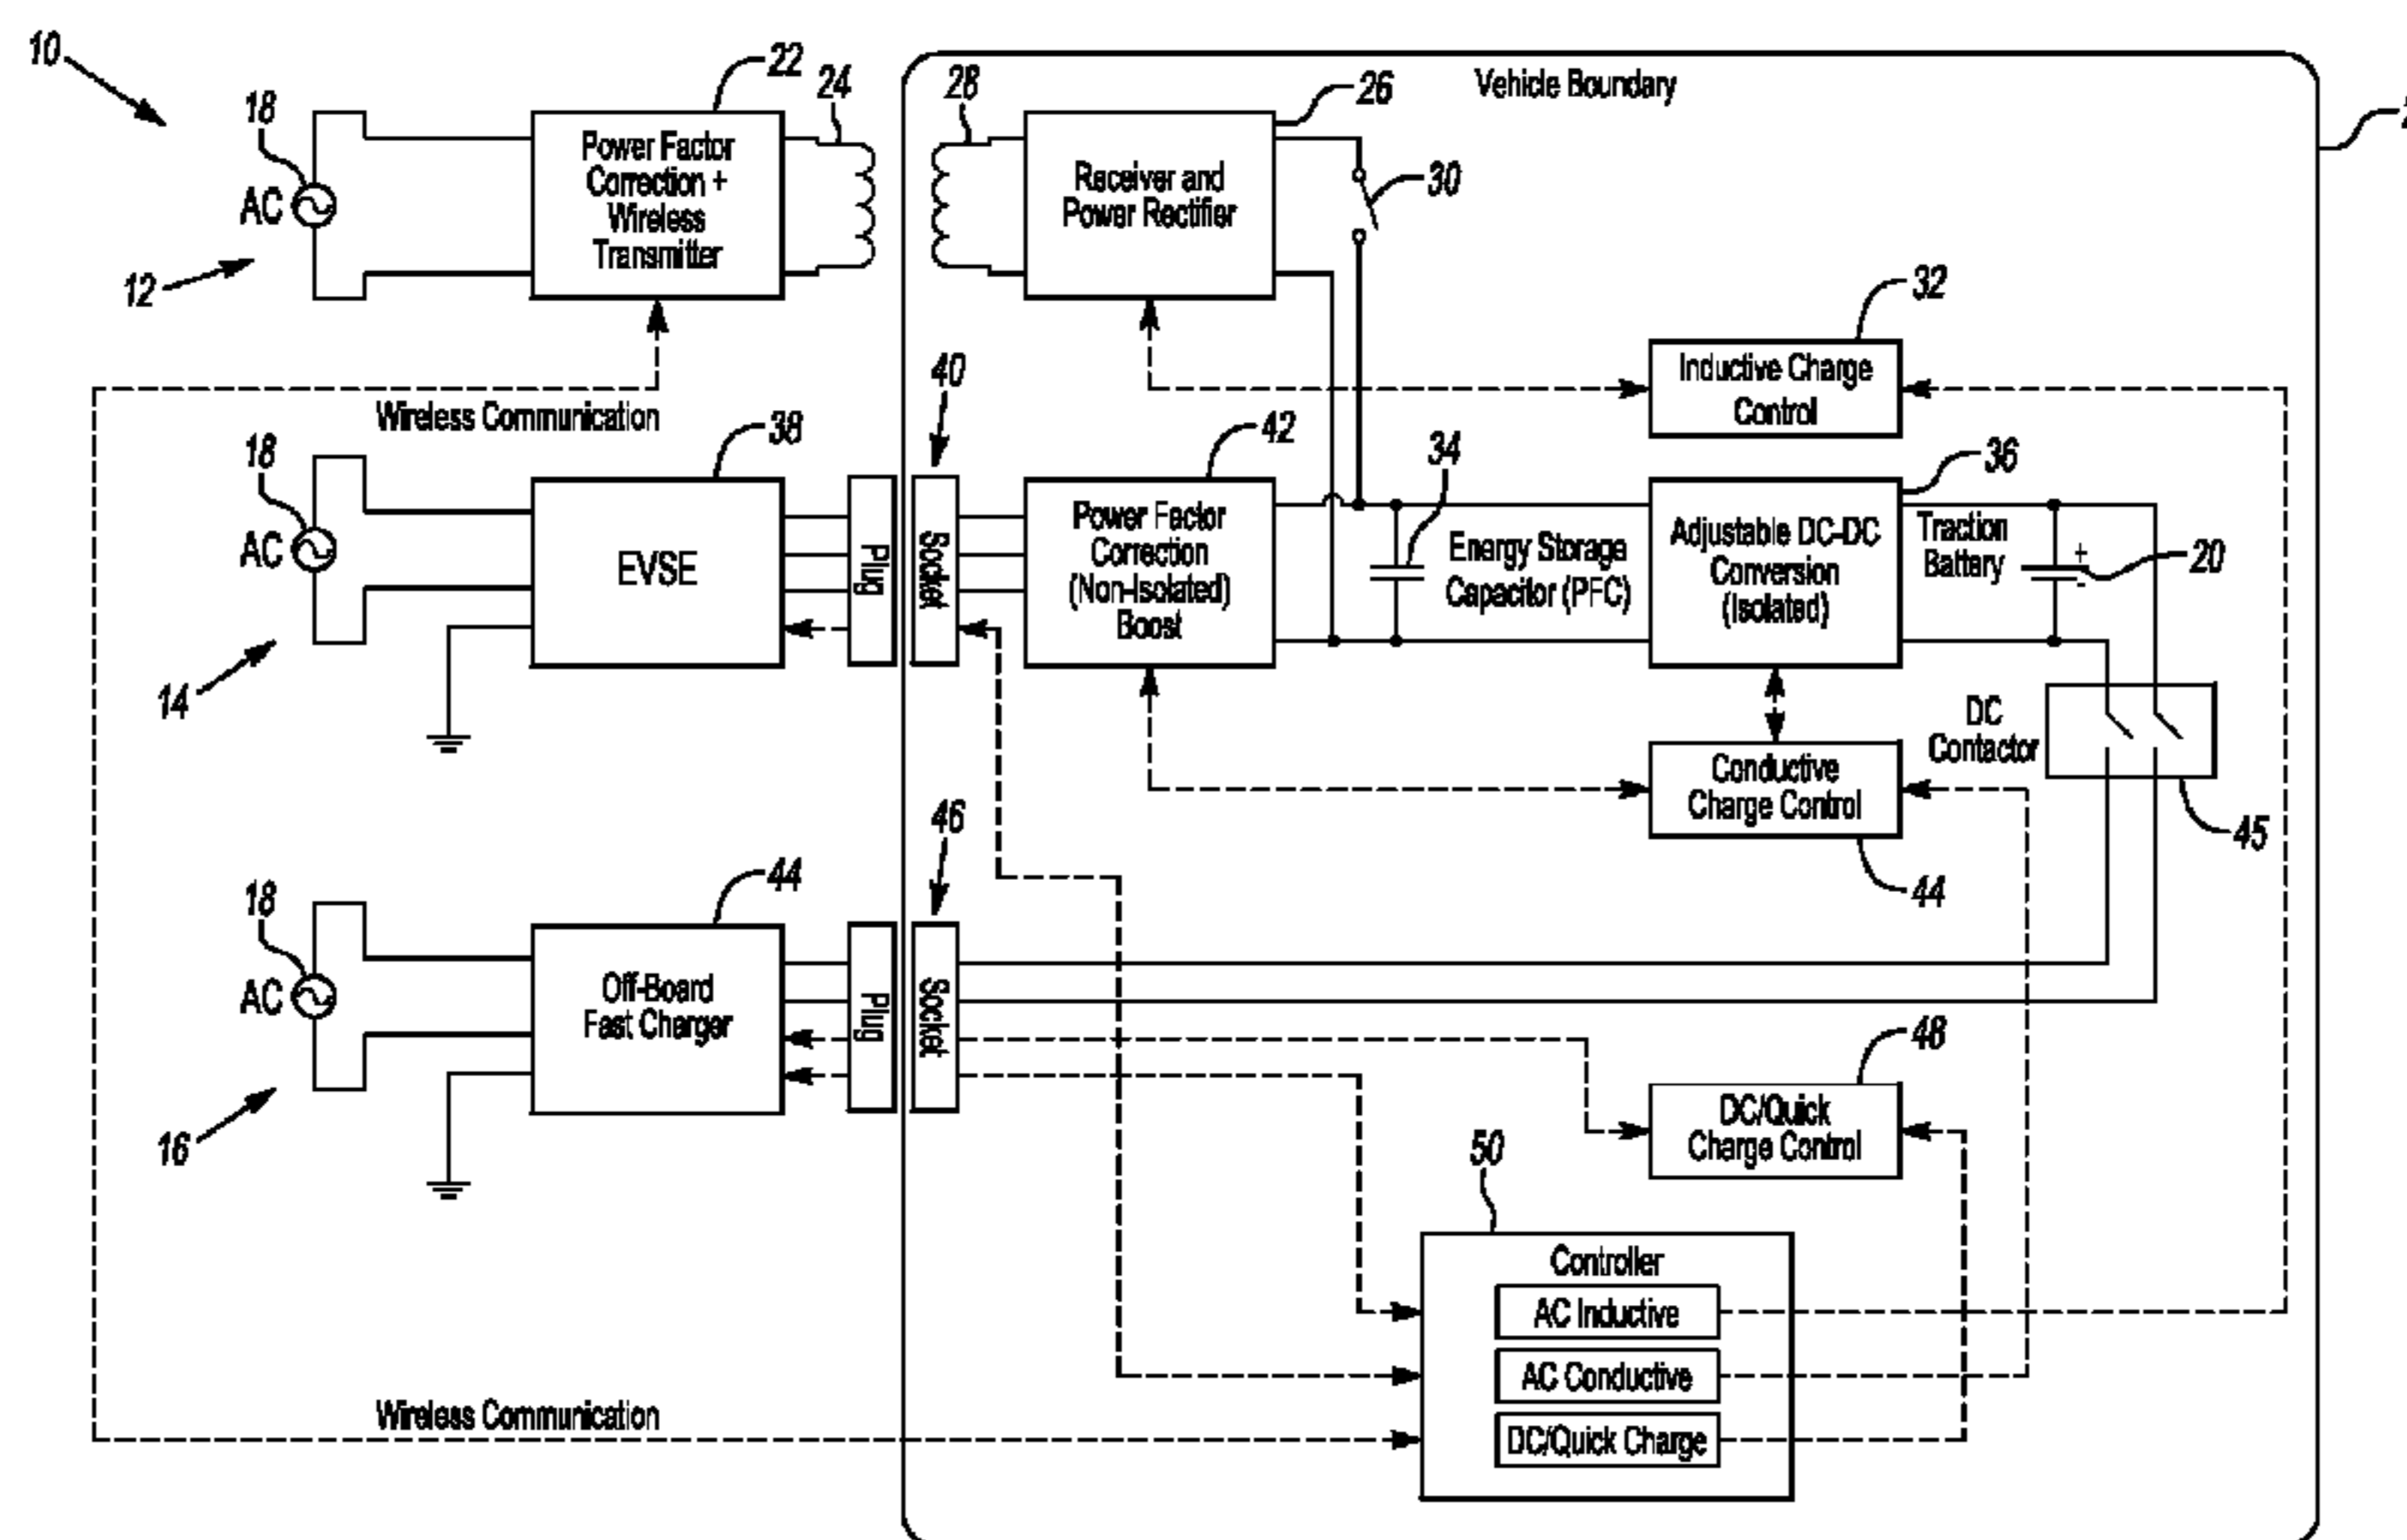 10
18
AC
12
22
Power Factor
Correction +
Wireless
Transmitter
24
28
26
Receiver and
Power Rectifier
30
Vehicle Boundary
32
Inductive Charge
Control
Wireless Communication
18
AC
14
38
EVSE
Plug
40
Socket
42
Power Factor
Correction
(Non-Isolated)
Boost
34
Energy Storage
Capacitor (PFC)
36
Adjustable DC-DC
Conversion
(Isolated)
Traction
Battery
+
-
20
DC
Contactor
45
Conductive
Charge Control
44
18
AC
16
44
Off-Board
Fast Charger
Plug
46
Socket
48
DC/Quick
Charge Control
50
Controller
AC Inductive
AC Conductive
DC/Quick Charge
Wireless Communication